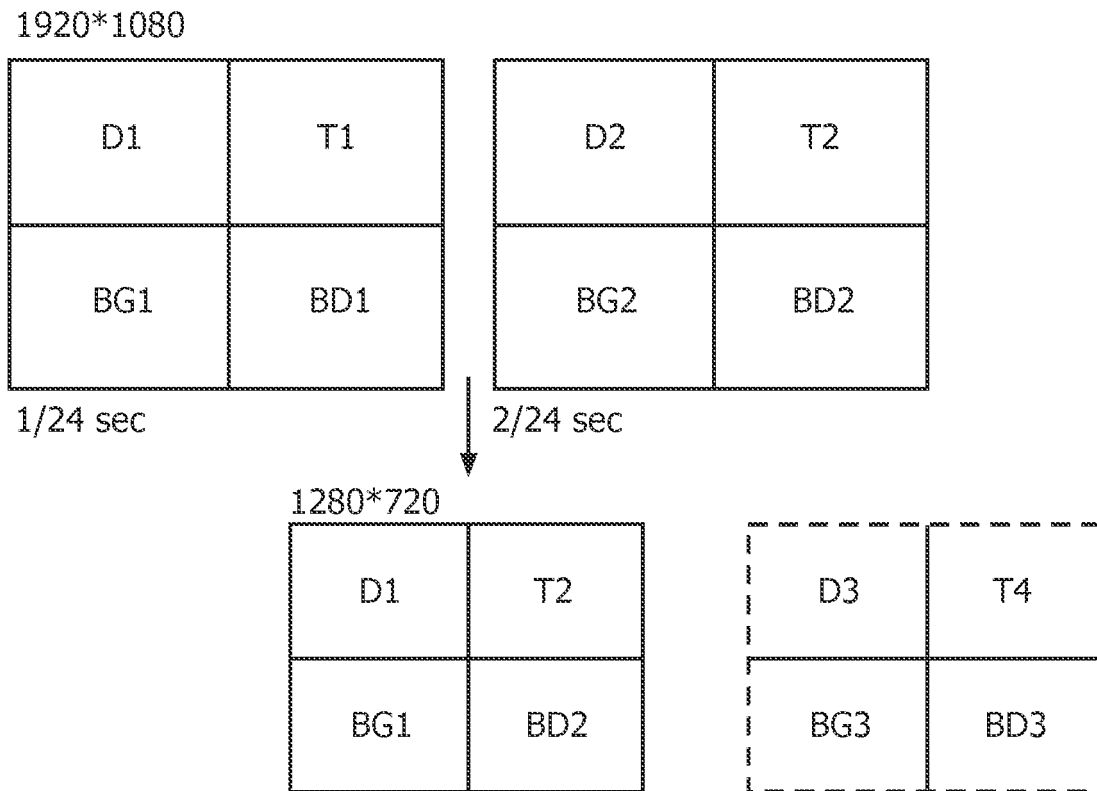 1920*1080
D1 T1 D2 T2
BG1 BD1 BG2 BD2
1/24 sec 2/24 sec
1280*720
D1 T2 D3 T4
BG1 BD2 BG3 BD3